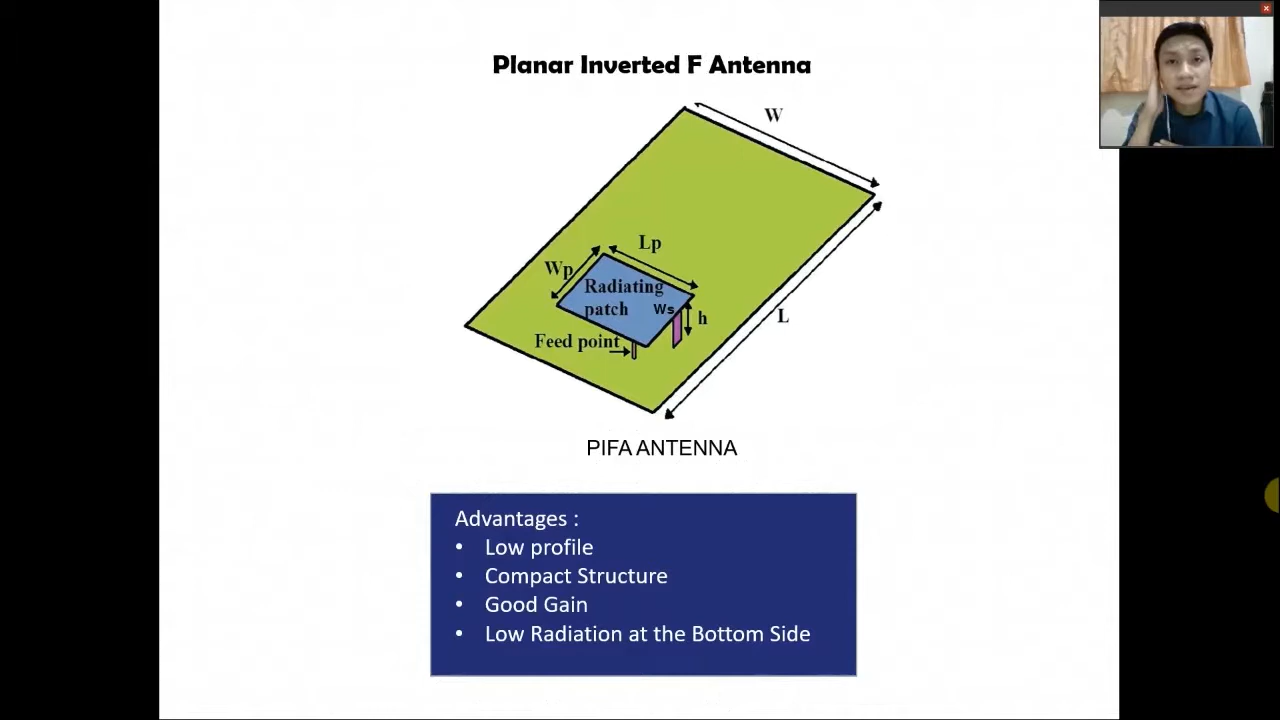 Planar Inverted F Antenna
W
Lp
Wp
Radiating
patch
Ws
h
L
Feed point
PIFA ANTENNA
Advantages :
• Low profile
• Compact Structure
• Good Gain
• Low Radiation at the Bottom Side